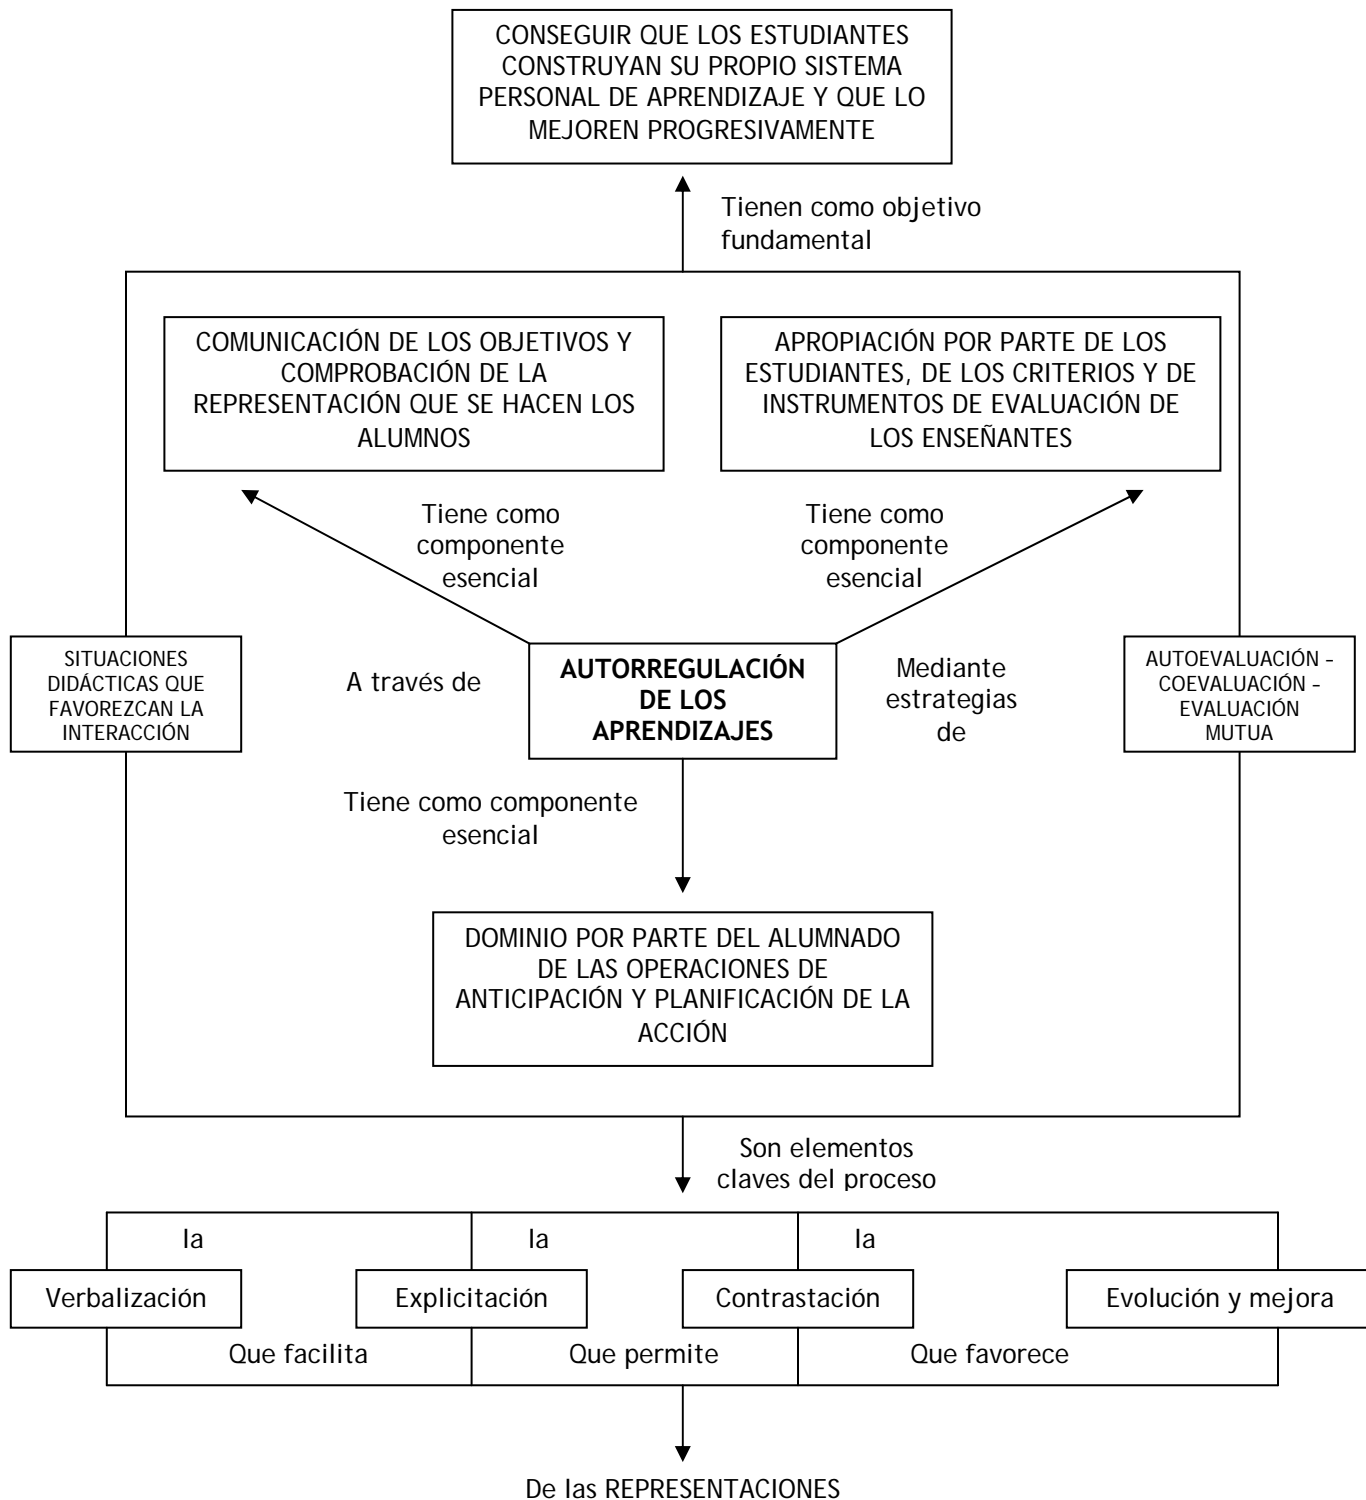 CONSEGUIR QUE LOS ESTUDIANTES
CONSTRUYAN SU PROPIO SISTEMA
PERSONAL DE APRENDIZAJE Y QUE LO
MEJOREN PROGRESIVAMENTE
Tienen como objetivo
fundamental
COMUNICACIÓN DE LOS OBJETIVOS Y
COMPROBACIÓN DE LA
REPRESENTACIÓN QUE SE HACEN LOS
ALUMNOS
APROPIACIÓN POR PARTE DE LOS
ESTUDIANTES, DE LOS CRITERIOS Y DE
INSTRUMENTOS DE EVALUACIÓN DE
LOS ENSEÑANTES
Tiene como
componente
esencial
Tiene como
componente
esencial
SITUACIONES
DIDÁCTICAS QUE
FAVOREZCAN LA
INTERACCIÓN
A través de
AUTORREGULACIÓN
DE LOS
APRENDIZAJES
Mediante
estrategias
de
AUTOEVALUACIÓN –
COEVALUACIÓN –
EVALUACIÓN
MUTUA
Tiene como componente
esencial
DOMINIO POR PARTE DEL ALUMNADO
DE LAS OPERACIONES DE
ANTICIPACIÓN Y PLANIFICACIÓN DE LA
ACCIÓN
Son elementos
claves del proceso
la
la
la
Verbalización
Explicitación
Contrastación
Evolución y mejora
Que facilita
Que permite
Que favorece
De las REPRESENTACIONES